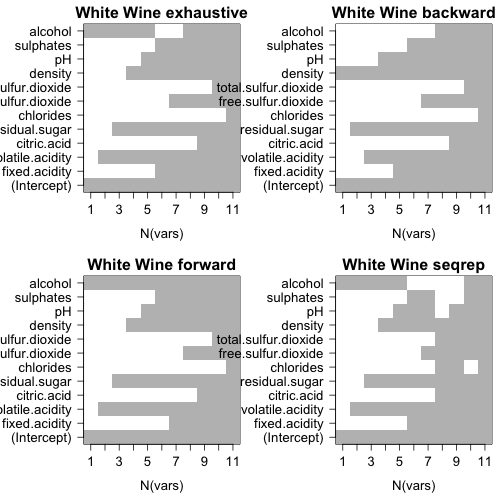 White Wine exhaustive
alcohol
sulphates
pH
density
sulfur.dioxide
sulfur.dioxide
chlorides
residual.sugar
citric.acid
volatile.acidity
fixed.acidity
(Intercept)
1 3 5 7 9 11
N(vars)
White Wine backward
alcohol
sulphates
pH
density
total.sulfur.dioxide
free.sulfur.dioxide
chlorides
residual.sugar
citric.acid
volatile.acidity
fixed.acidity
(Intercept)
1 3 5 7 9 11
N(vars)
White Wine forward
alcohol
sulphates
pH
density
sulfur.dioxide
sulfur.dioxide
chlorides
sidual.sugar
citric.acid
olatile.acidity
fixed.acidity
(Intercept)
1 3 5 7 9 11
N(vars)
White Wine seqrep
alcohol
sulphates
pH
density
total.sulfur.dioxide
free.sulfur.dioxide
chlorides
residual.sugar
citric.acid
volatile.acidity
fixed.acidity
(Intercept)
1 3 5 7 9 11
N(vars)